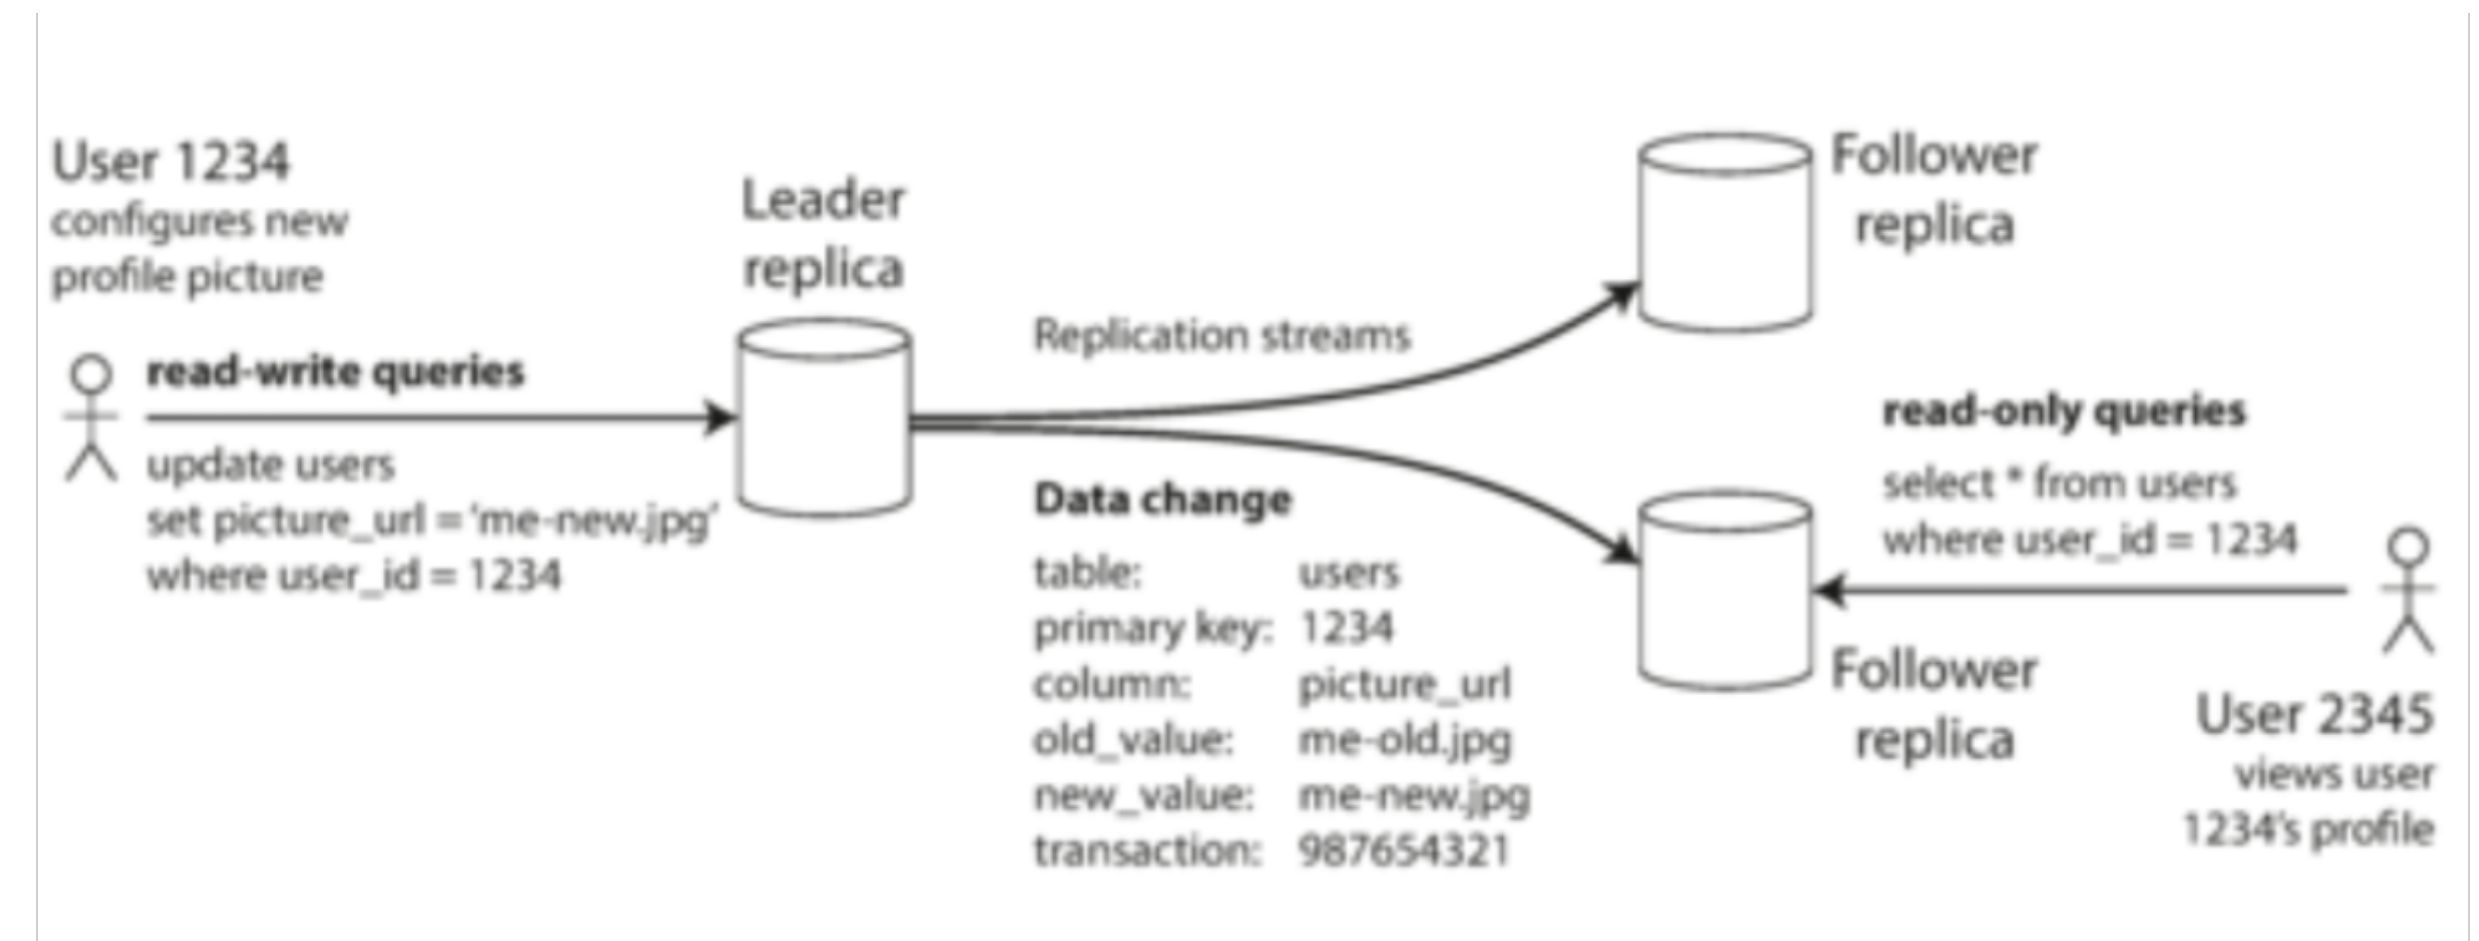 User 1234
configures new
profile picture
read-write queries
update users
set picture_url = 'me-new.jpg'
where user_id = 1234
Leader
replica
Replication streams
Data change
table: users
primary key: 1234
column: picture_url
old_value: me-old.jpg
new_value: me-new.jpg
transaction: 987654321
Follower
replica
read-only queries
select * from users
where user_id = 1234
Follower
replica
User 2345
views user
1234's profile